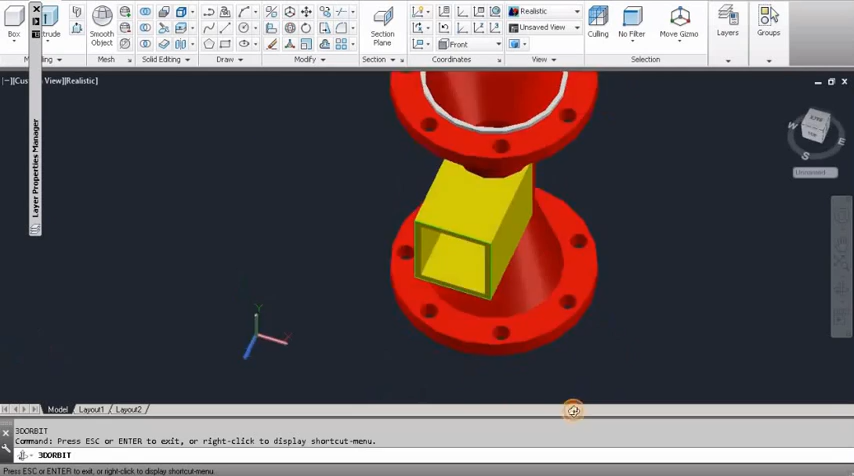 Realistic
Unsaved View
Front
Box
trude
Smooth
Object
Section
Plane
Culling
No Filter
Move Gizmo
Layers
Groups
Mesh
Solid Editing
Draw
Modify
Section
Coordinates
View
Selection
View][Realistic]
Layer Properties Manager
W
S
E
Unnamed
Y
X
Model
Layout1
Layout2
3DORBIT
Command: Press ESC or ENTER to exit, or right-click to display shortcut-menu.
3DORBIT
Press ESC or ENTER to exit, or right-click to display shortcut-menu.